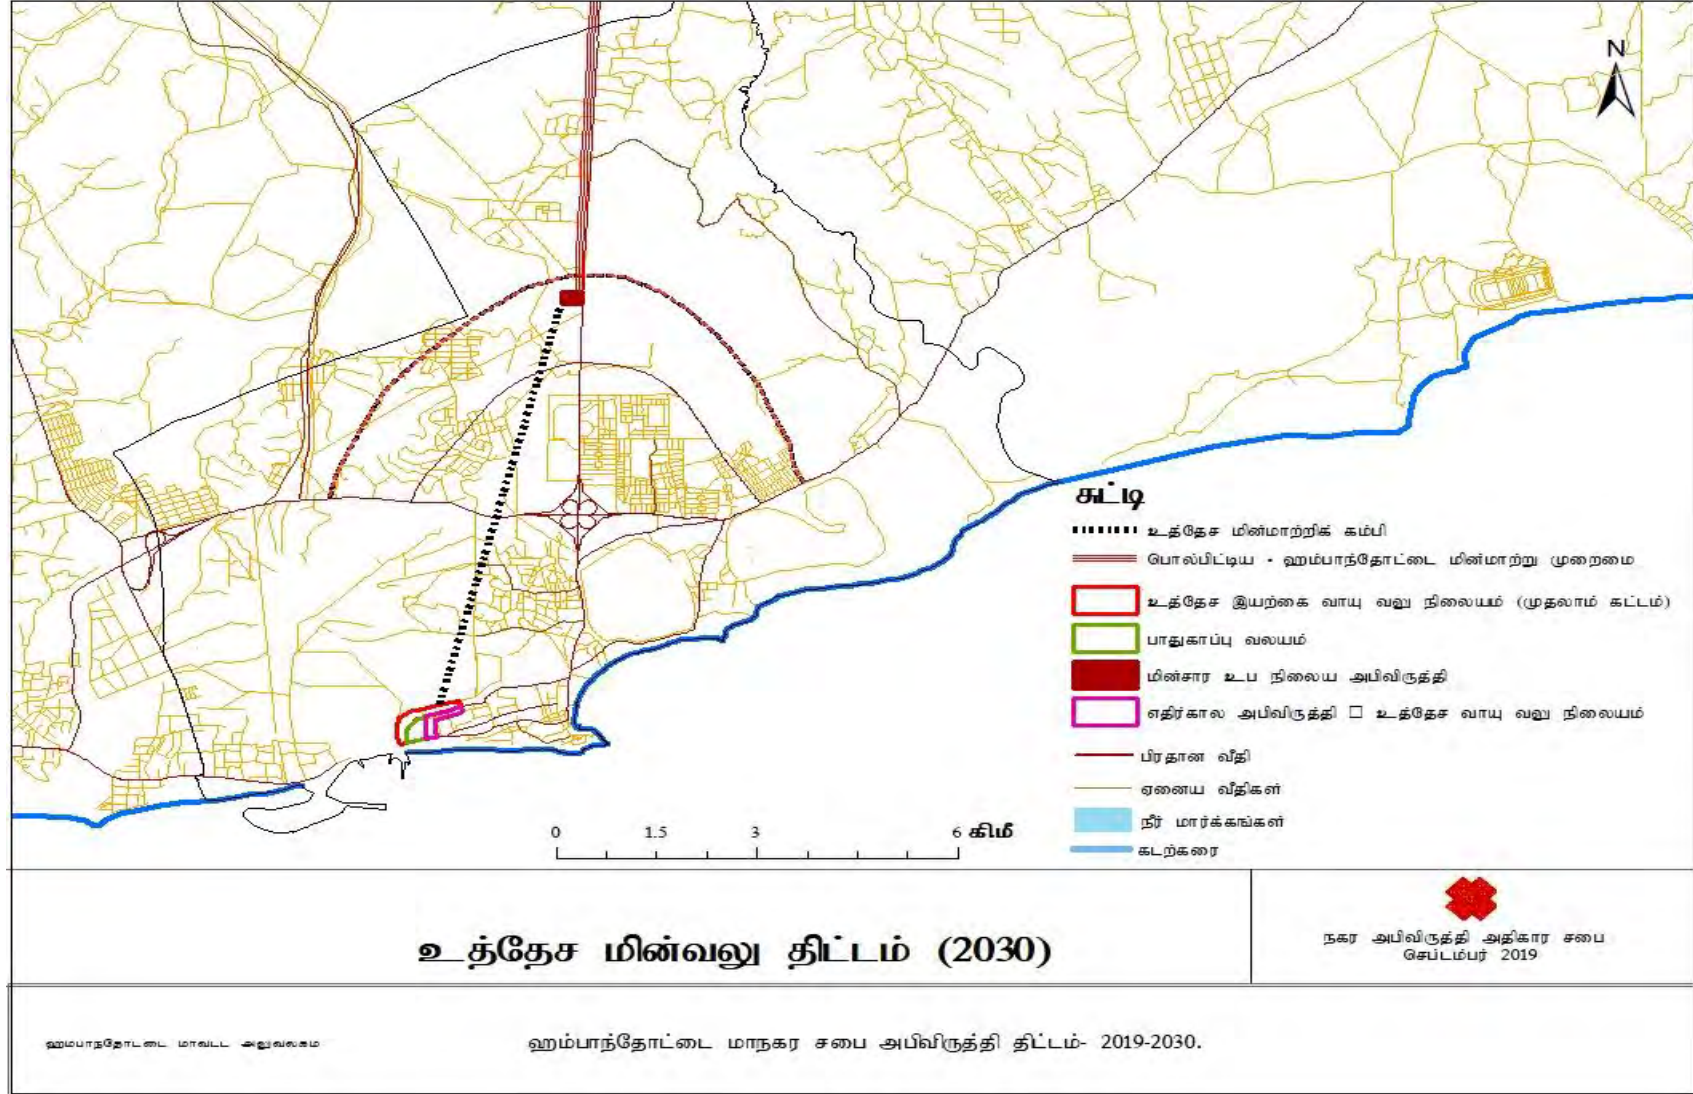 N
சுட்டி
உத்தேச மின்மாற்றிக் கம்பி
பொல்பிட்டிய - ஹம்பாந்தோட்டை மின்மாற்று முறைமை
உத்தேச இயற்கை வாயு வலு நிலையம் (முதலாம் கட்டம்)
பாதுகாப்பு வலயம்
மின்சார உப நிலைய அபிவிருத்தி
எதிர்கால அபிவிருத்தி □ உத்தேச வாயு வலு நிலையம்
பிரதான வீதி
ஏனைய வீதிகள்
நீர் மார்க்கங்கள்
கடற்கரை
0 1.5 3 6 கிமீ
உத்தேச மின்வலு திட்டம் (2030)
நகர அபிவிருத்தி அதிகார சபை
செப்டம்பர் 2019
ஹம்பாந்தோட்டை மாவட்ட அலுவலகம்
ஹம்பாந்தோட்டை மாநகர சபை அபிவிருத்தி திட்டம்- 2019-2030.